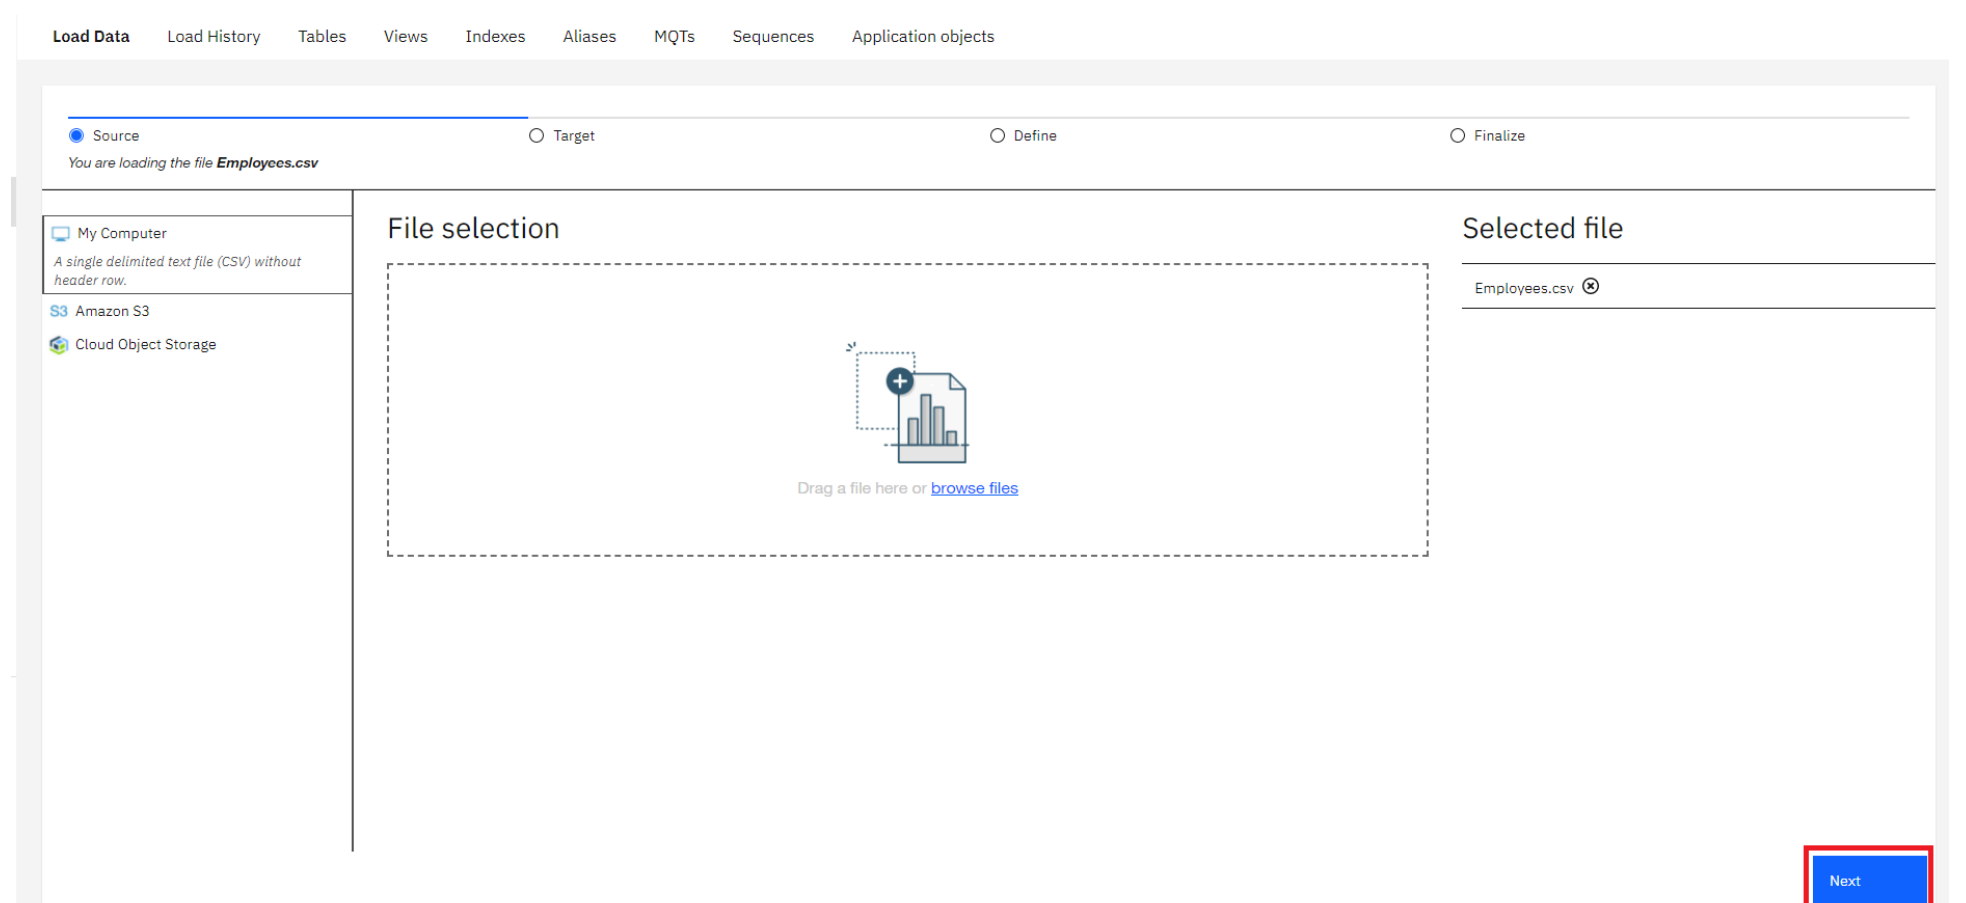 Load Data Load History Tables Views Indexes Aliases MQTs Sequences Application objects
Source Target Define Finalize
You are loading the file Employees.csv
My Computer
A single delimited text file (CSV) without
header row.
S3 Amazon S3
Cloud Object Storage
File selection
Drag a file here or browse files
Selected file
Employees.csv
Next